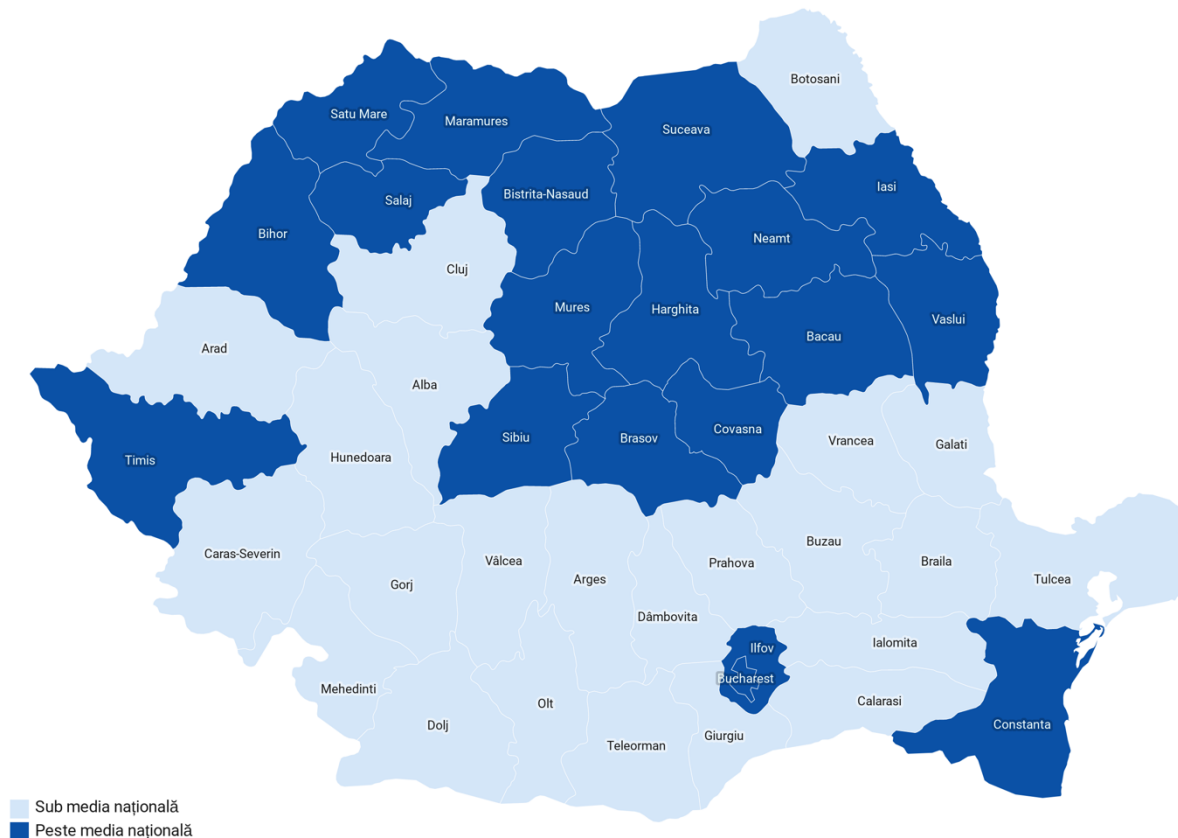 Botosani
Satu Mare
Maramures
Suceava
Iasi
Bistrita-Nasaud
Salaj
Bihor
Neamt
Cluj
Mures
Harghita
Vaslui
Bacau
Arad
Alba
Sibiu
Brasov
Covasna
Vrancea
Galati
Timis
Hunedoara
Caras-Severin
Vâlcea
Arges
Prahova
Buzau
Braila
Tulcea
Gorj
Dâmbovita
Ialomita
Ilfov
Bucharest
Mehedinti
Calarasi
Olt
Dolj
Teleorman
Giurgiu
Constanta
Sub media națională
Peste media națională